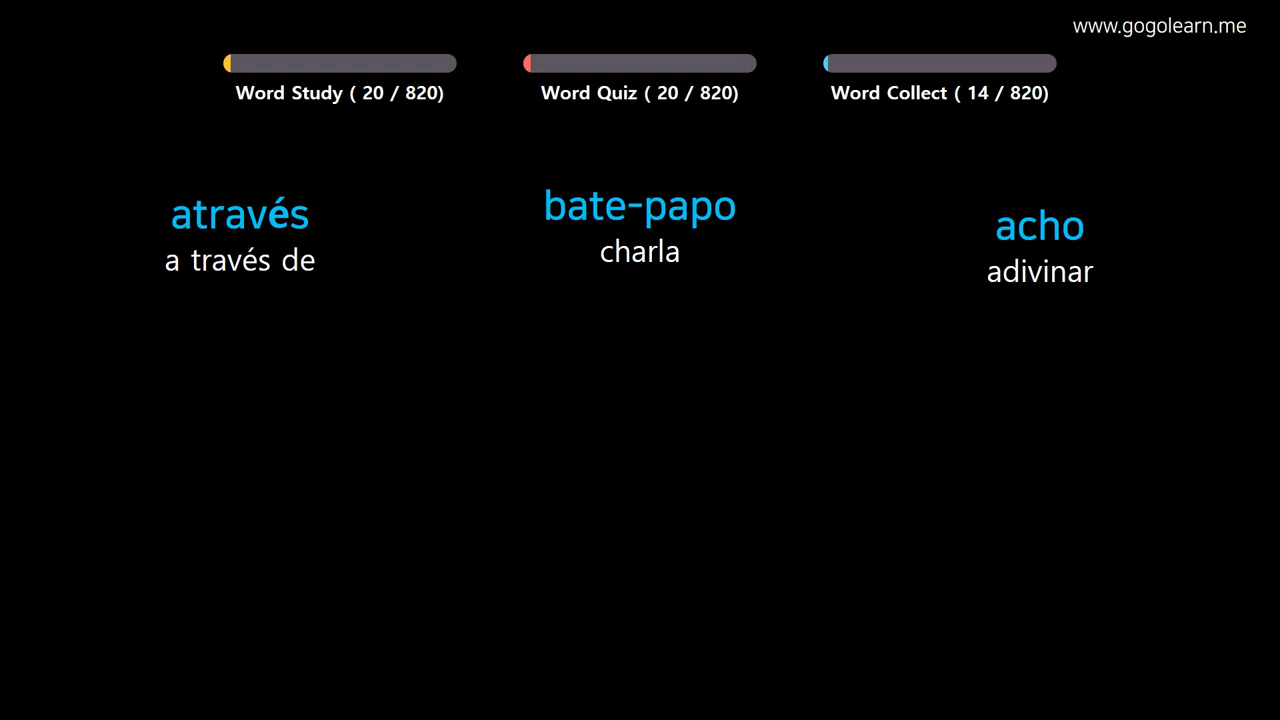 www.gogolearn.me
Word Study ( 20 / 820)
Word Quiz ( 20 / 820)
Word Collect ( 14 / 820)
através
a través de
bate-papo
charla
acho
adivinar